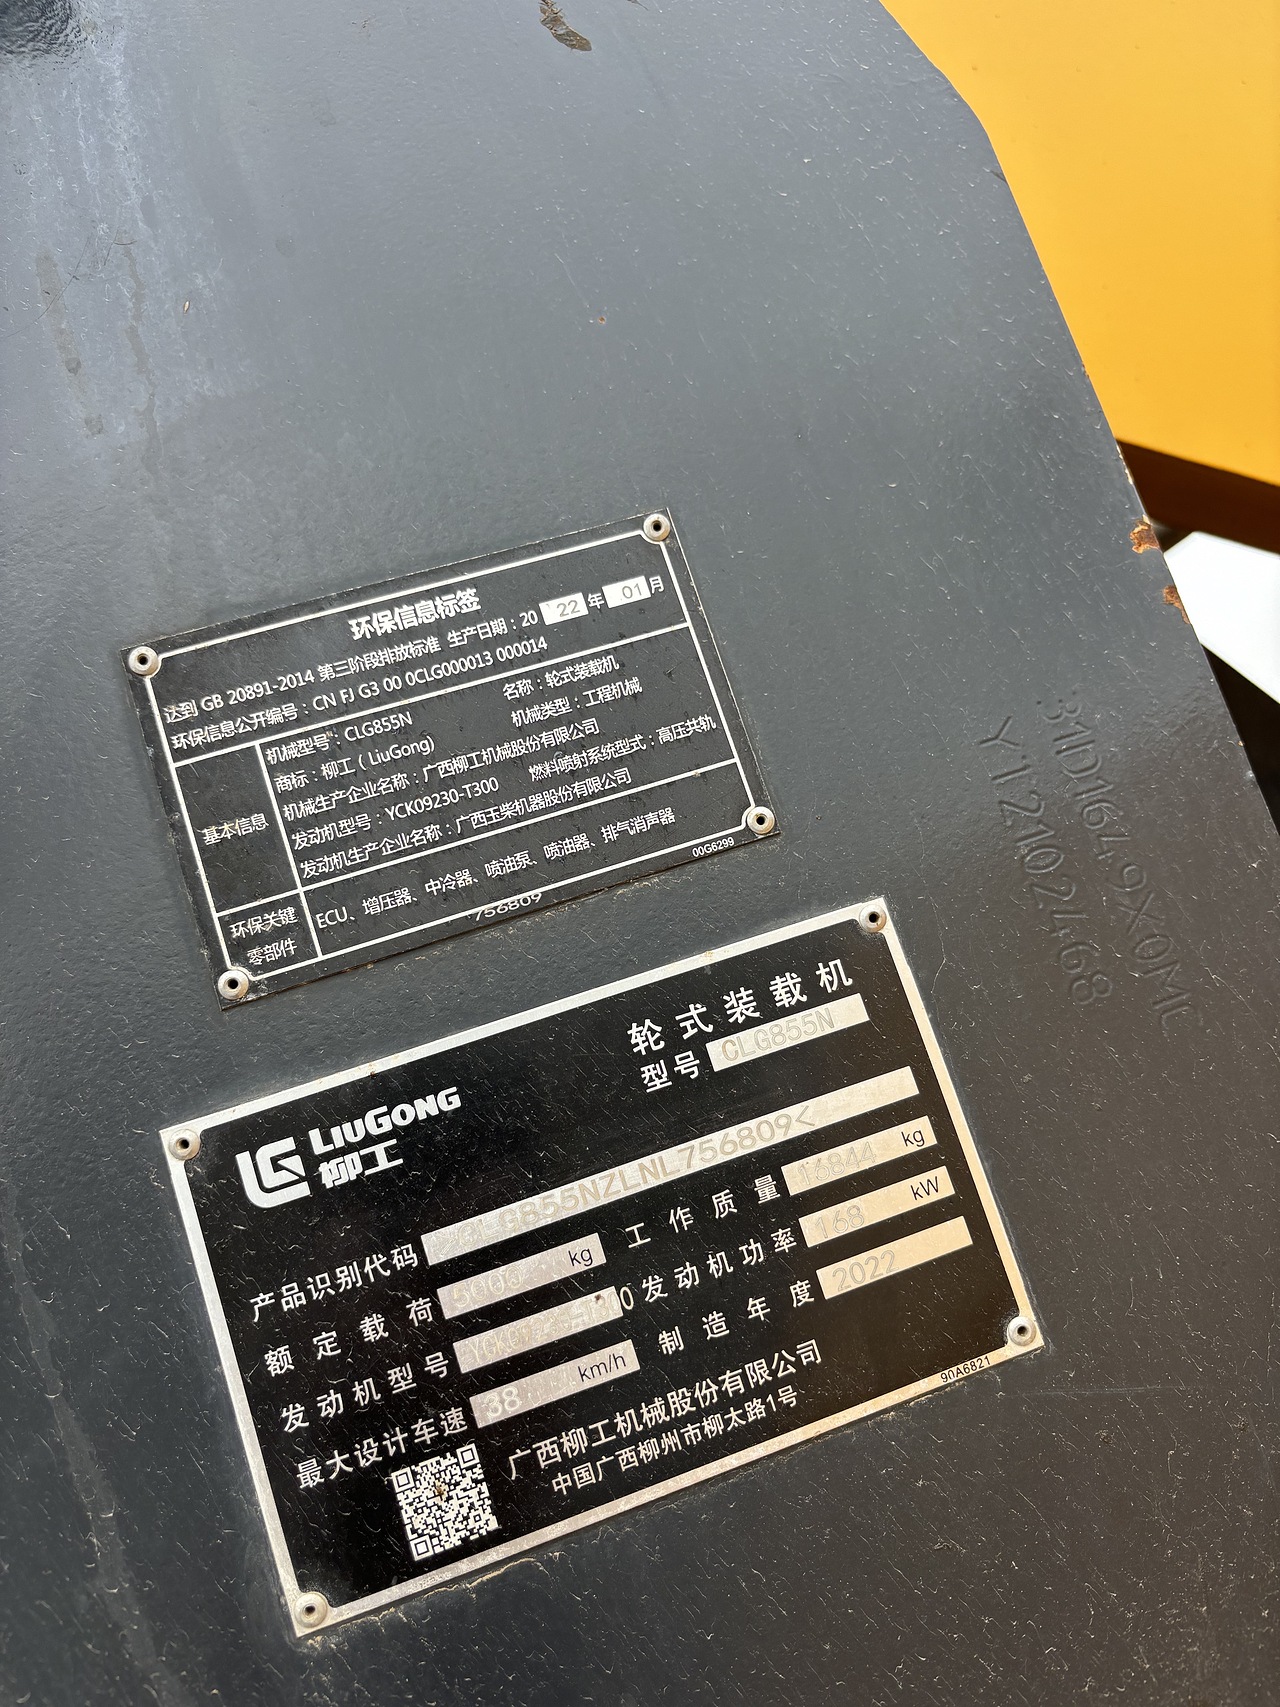 环保信息标签
达到 GB 20891-2014 第三阶段排放标准 生产日期：20 22 年 01 月
环保信息公开编号：CN FJ G3 00 0CLG000013 000014
基本信息
机械型号：CLG855N 名称：轮式装载机
商标：柳工（LiuGong） 机械类型：工程机械
机械生产企业名称：广西柳工机械股份有限公司
发动机型号：YCK09230-T300 燃料喷射系统型式：高压共轨
发动机生产企业名称：广西玉柴机器股份有限公司
环保关键零部件
ECU、增压器、中冷器、喷油泵、喷油器、排气消声器
00G6299
756809
31D1649X0MC
Y12102468
LG LIUGONG
柳工
轮式装载机
型号 CLG855N
产品识别代码 >CLG855NZLNL756809<
额定载荷 5000 kg 工作质量 16844 kg
发动机型号 发动机功率 168 kW
最大设计车速 38 km/h 制造年度 2022
广西柳工机械股份有限公司
中国广西柳州市柳太路1号
90A6821